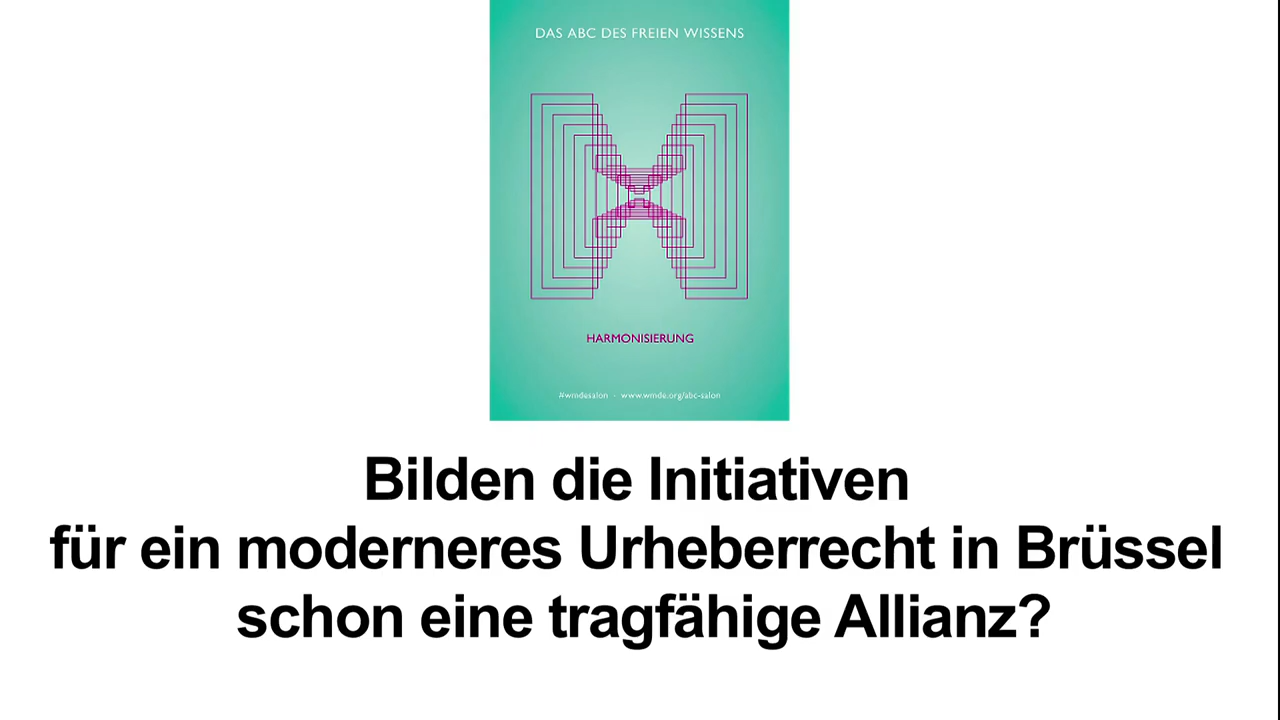 DAS ABC DES FREIEN WISSENS
HARMONISIERUNG
#wmdesalon - www.wmde.org/abc-salon
Bilden die Initiativen
für ein moderneres Urheberrecht in Brüssel
schon eine tragfähige Allianz?